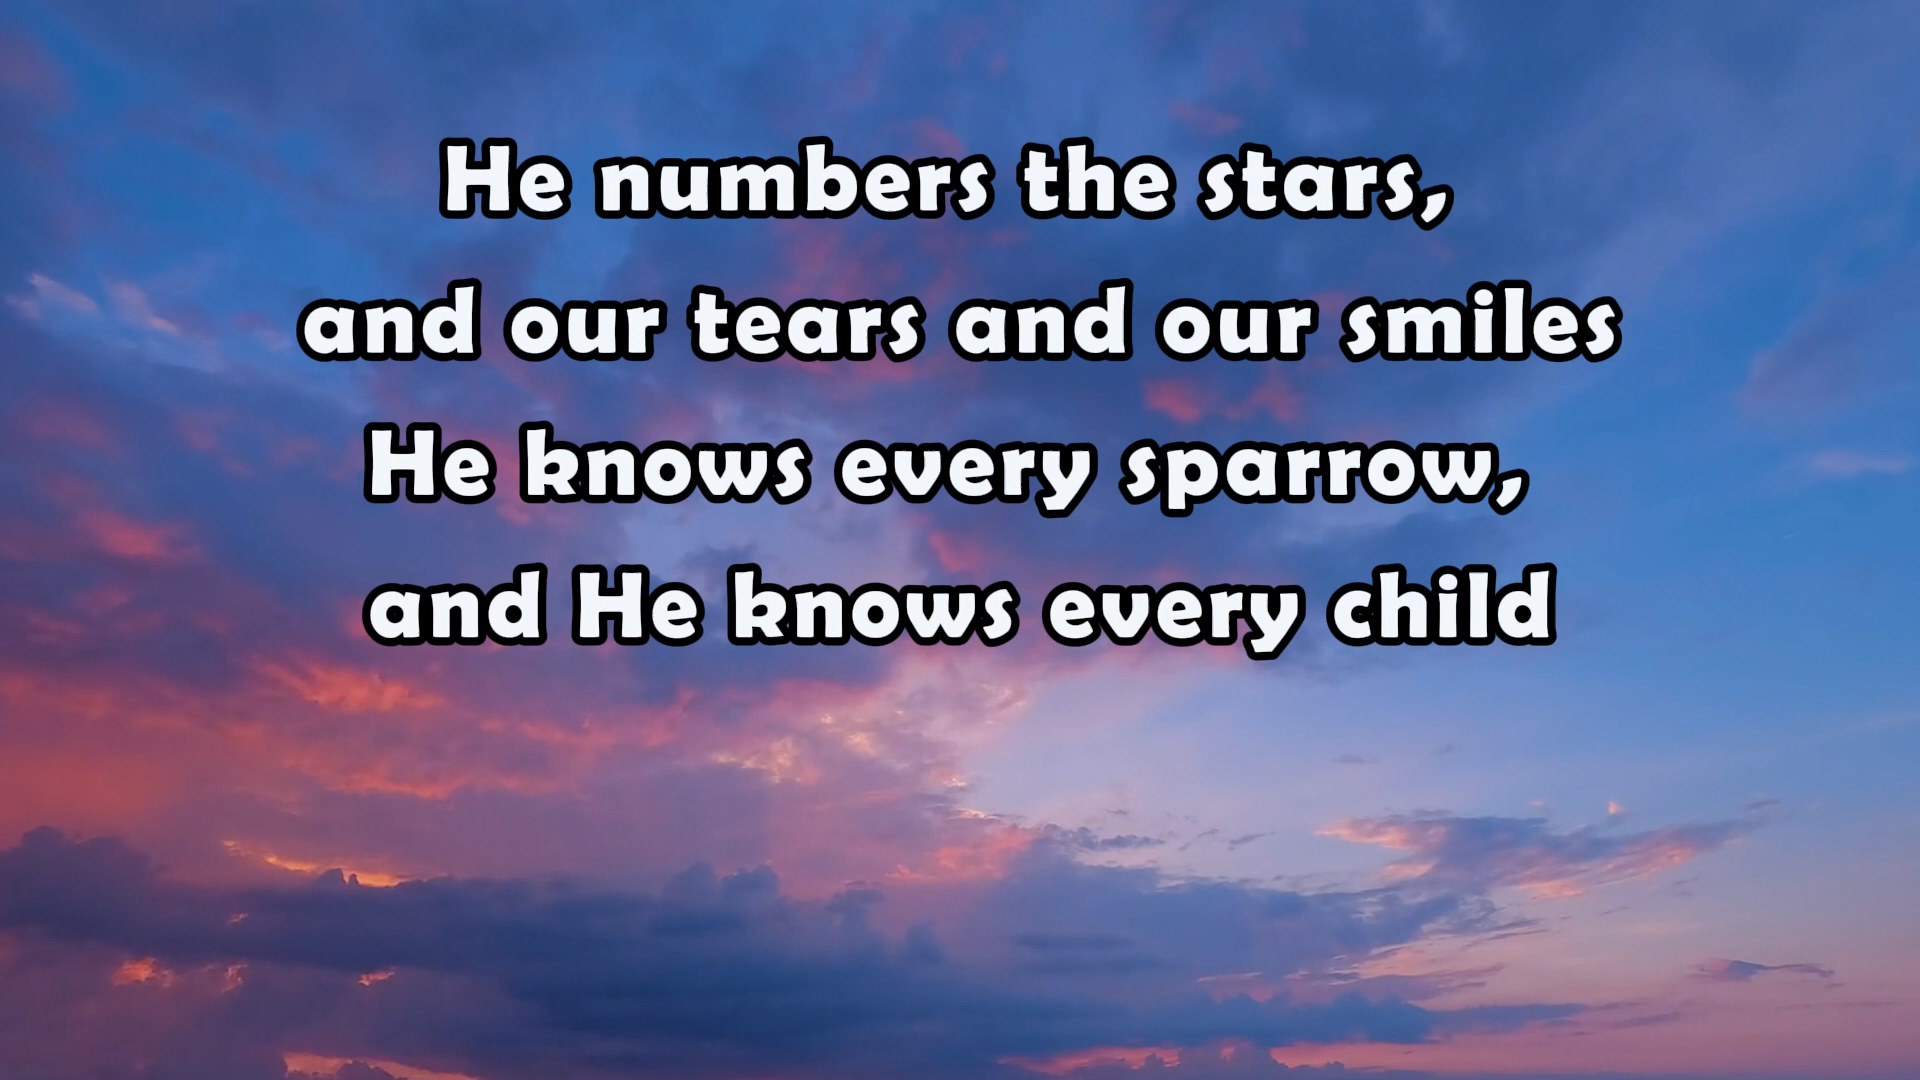 He numbers the stars,
and our tears and our smiles
He knows every sparrow,
and He knows every child